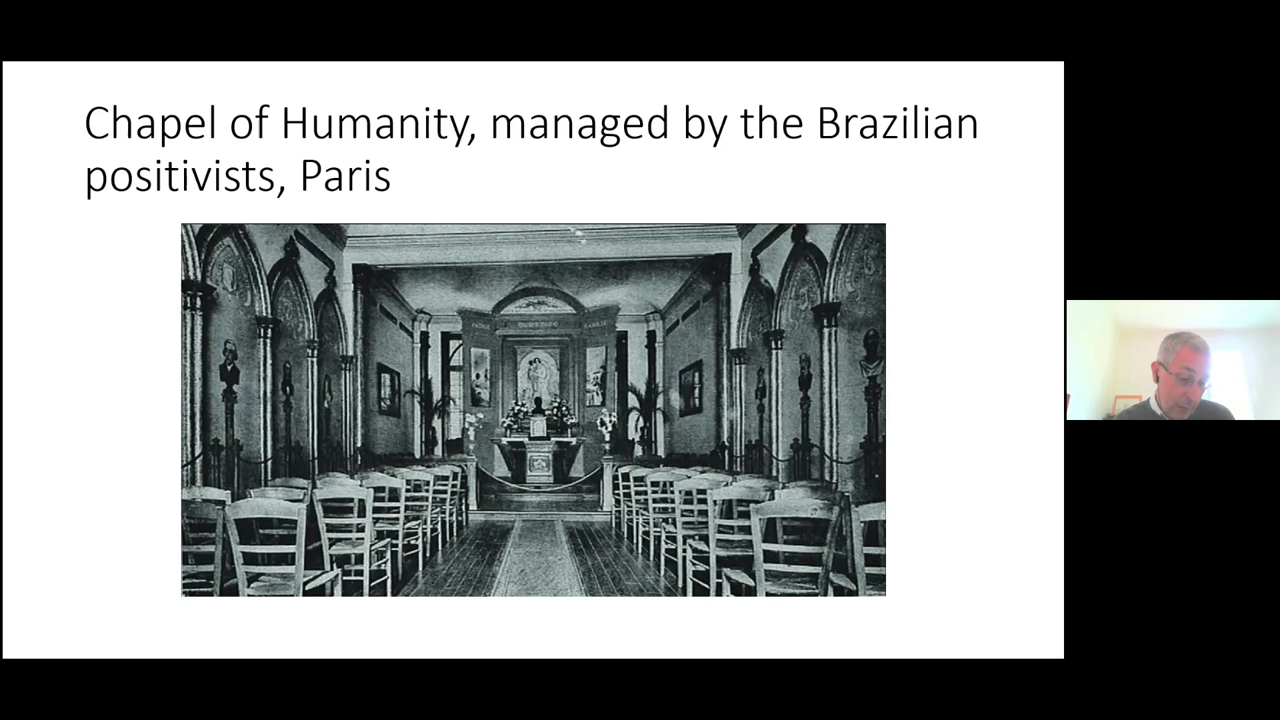 Chapel of Humanity, managed by the Brazilian
positivists, Paris